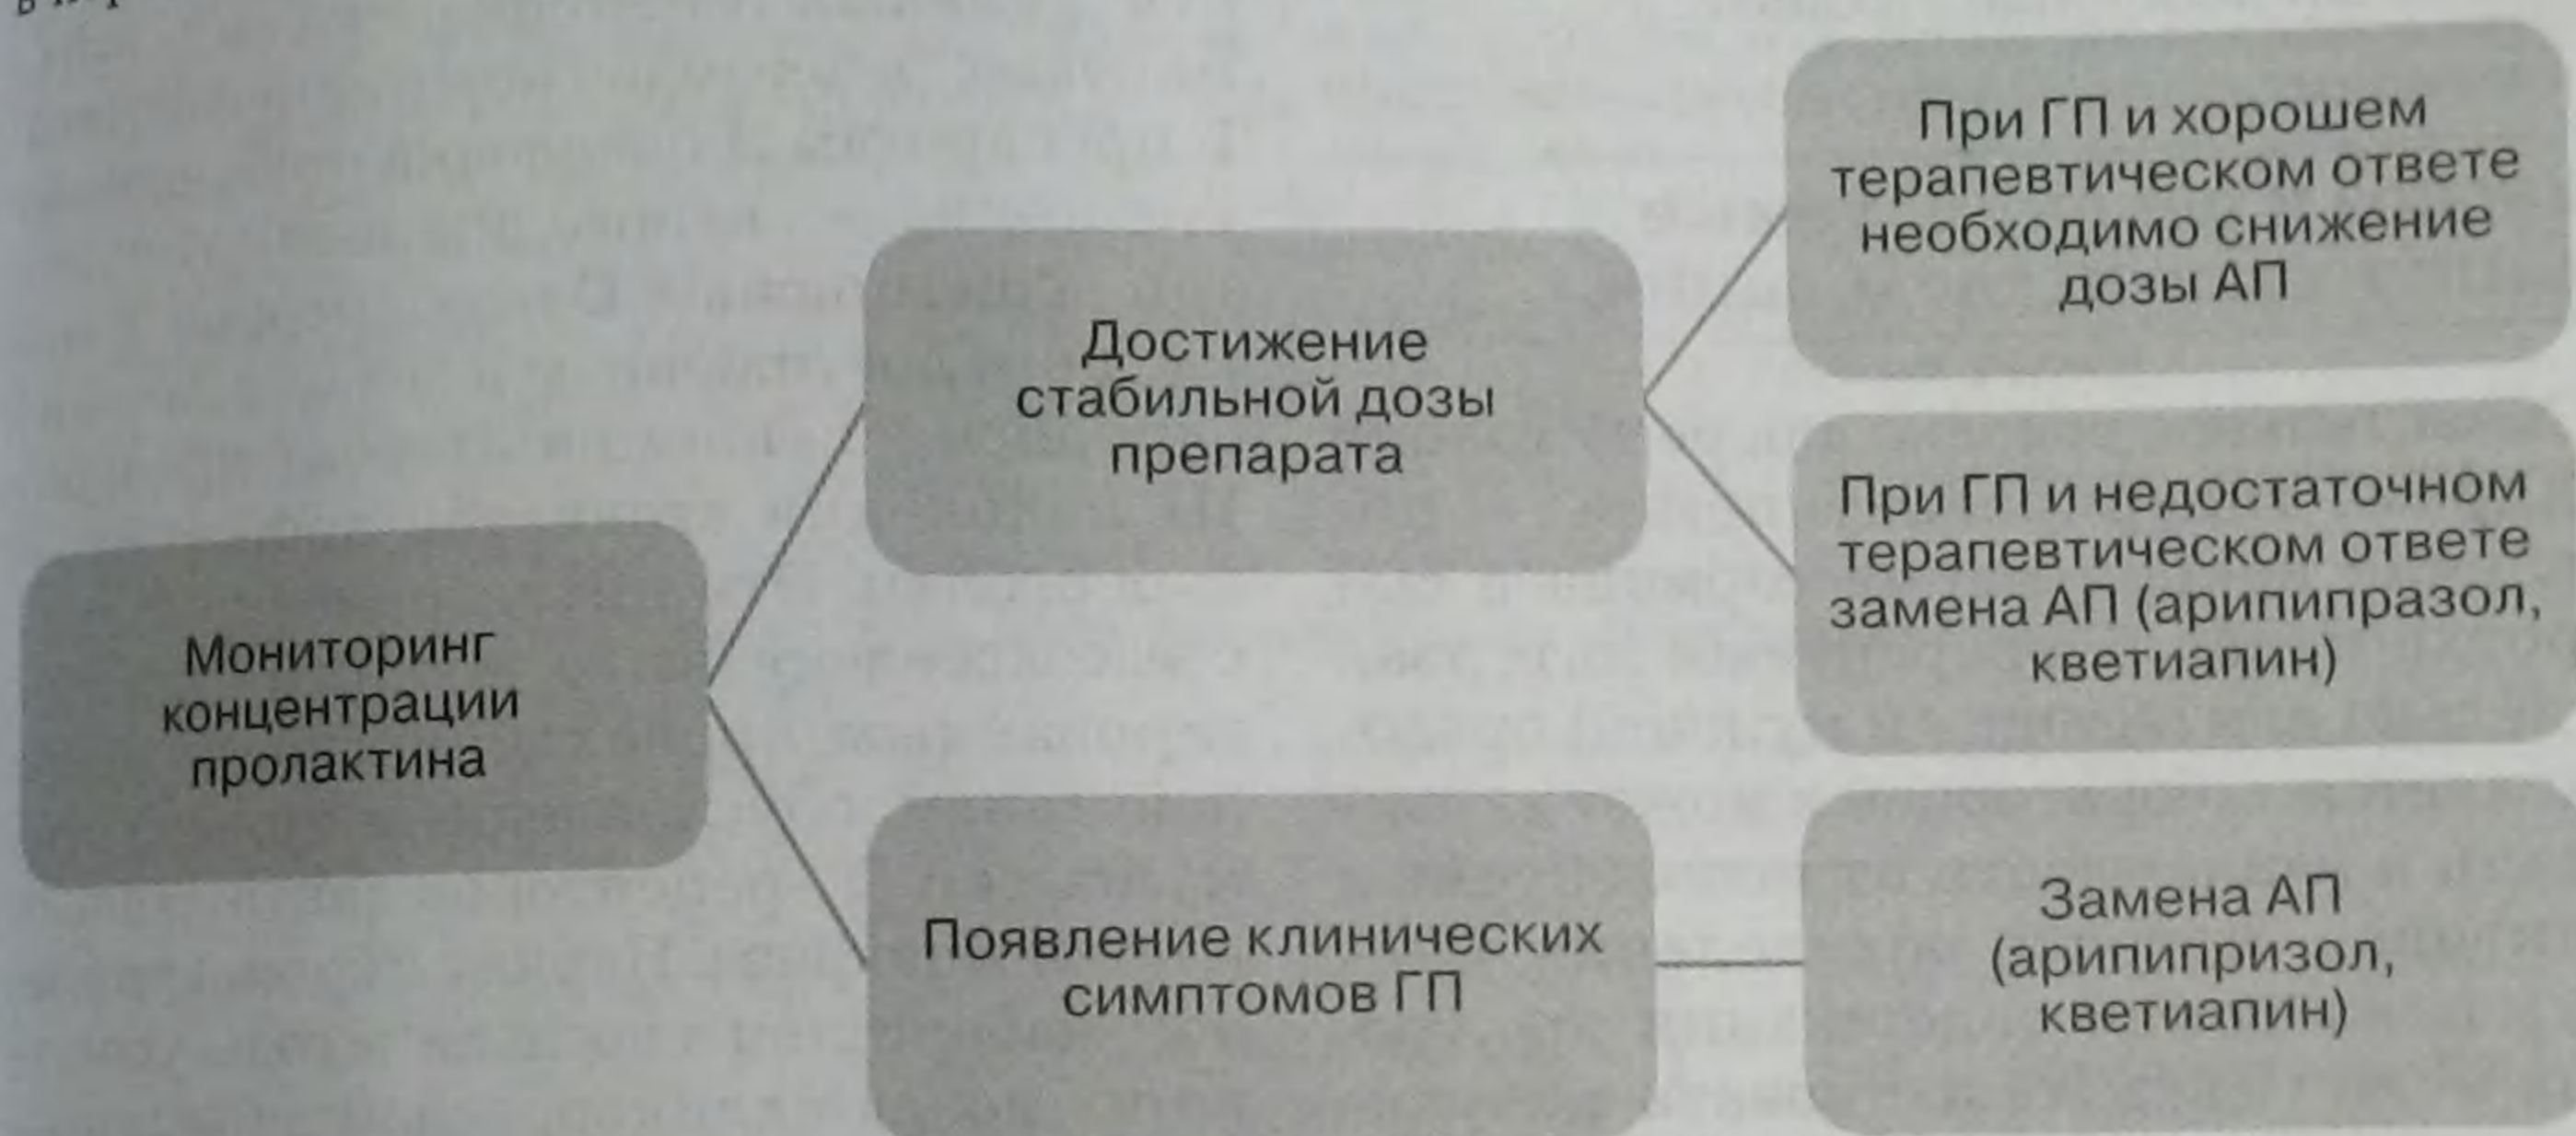 Мониторинг
концентрации
пролактина
Достижение
стабильной дозы
препарата
При ГП и хорошем
терапевтическом ответе
необходимо снижение
дозы АП
При ГП и недостаточном
терапевтическом ответе
замена АП (арипипразол,
кветиапин)
Появление клинических
симптомов ГП
Замена АП
(арипипризол,
кветиапин)